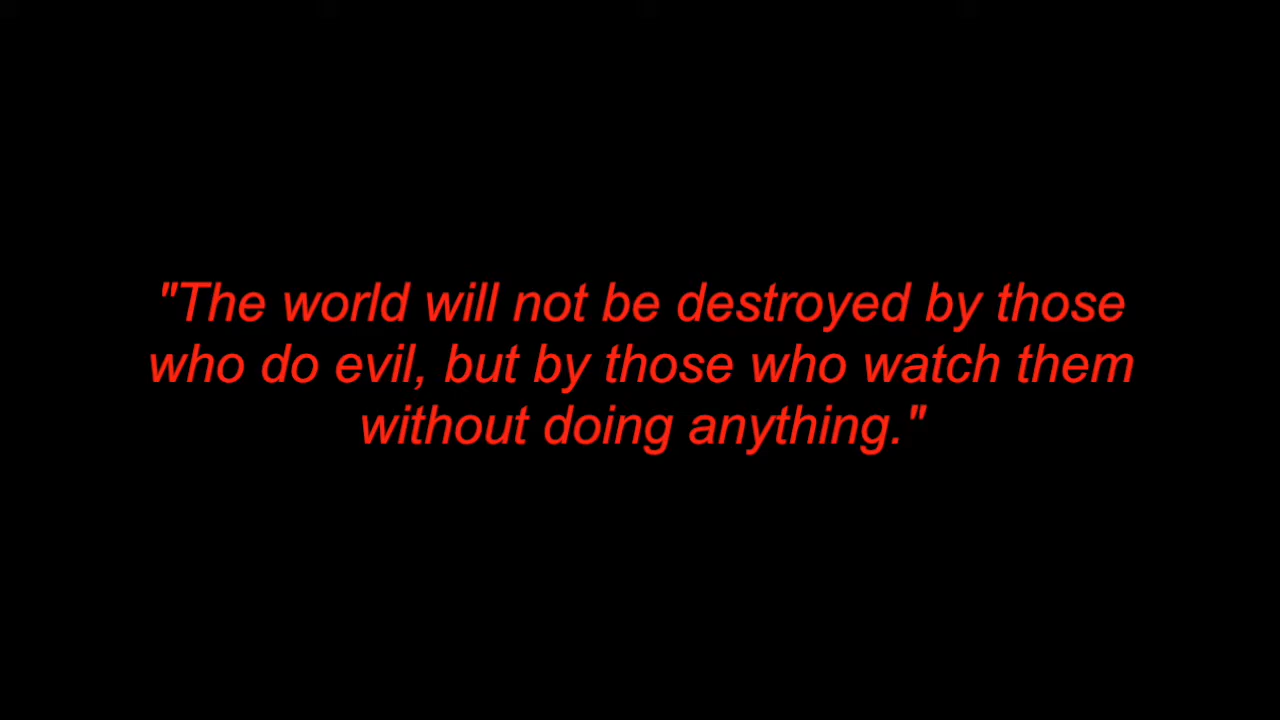 "The world will not be destroyed by those
who do evil, but by those who watch them
without doing anything."